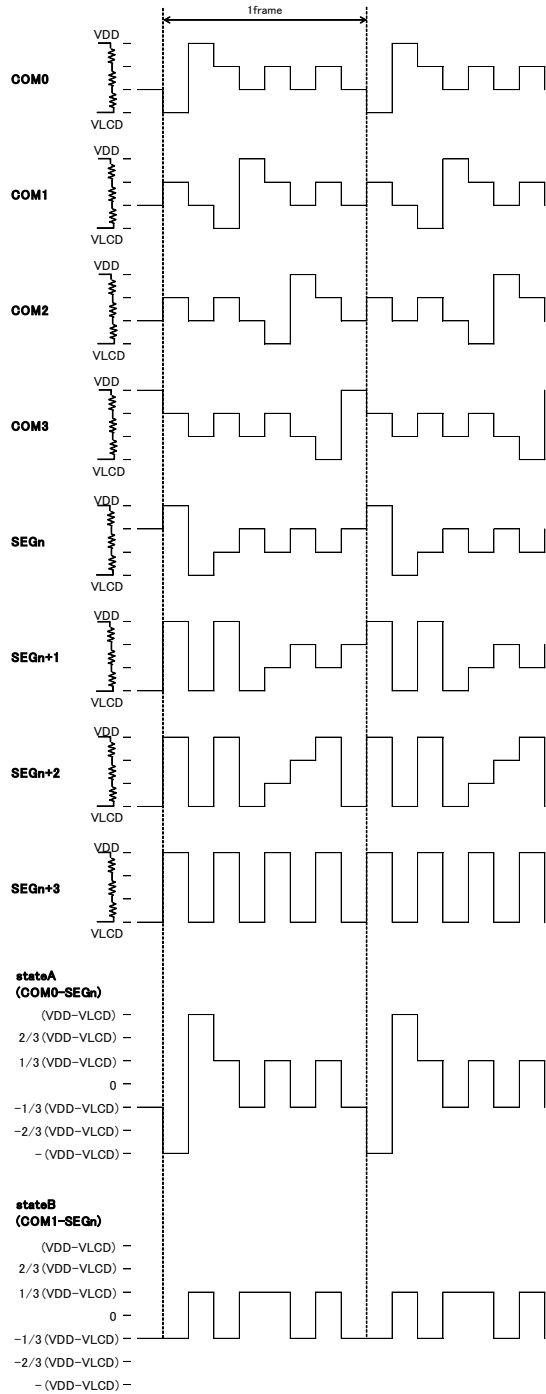 1frame
VDD
COM0
VLCD
VDD
COM1
VLCD
VDD
COM2
VLCD
VDD
COM3
VLCD
VDD
SEGn
VLCD
VDD
SEGn+1
VLCD
VDD
SEGn+2
VLCD
VDD
SEGn+3
VLCD
stateA
(COM0-SEGn)
(VDD-VLCD)
2/3(VDD-VLCD)
1/3(VDD-VLCD)
0
-1/3(VDD-VLCD)
-2/3(VDD-VLCD)
-(VDD-VLCD)
stateB
(COM1-SEGn)
(VDD-VLCD)
2/3(VDD-VLCD)
1/3(VDD-VLCD)
0
-1/3(VDD-VLCD)
-2/3(VDD-VLCD)
-(VDD-VLCD)